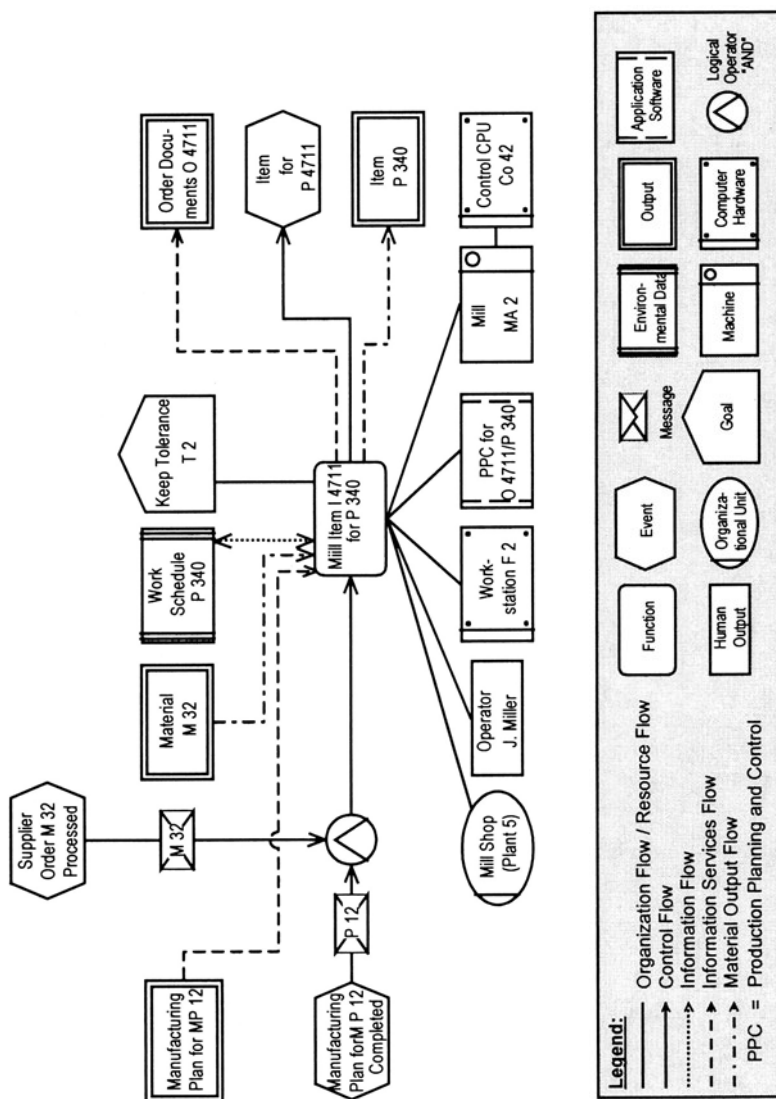 Supplier
Order M 32
Processed
M 32
Manufacturing
Plan for MP 12
Manufacturing
Plan forM P 12
Completed
P 12
Material
M 32
Work
Schedule
P 340
Keep Tolerance
T 2
Order Docu-
ments O 4711
Item
for
P 4711
Item
P 340
Miill Item I 4711
for P 340
Mill Shop
(Plant 5)
Operator
J. Miller
Work-
station F 2
PPC for
O 4711/P 340
Mill
MA 2
Control CPU
Co 42
Legend:
Organization Flow / Resource Flow
Control Flow
Information Flow
Information Services Flow
Material Output Flow
PPC = Production Planning and Control
Function
Event
Message
Environ-
mental Data
Output
Application
Software
Human
Output
Organiza-
tional Unit
Goal
Machine
Computer
Hardware
Logical
Operator
"AND"